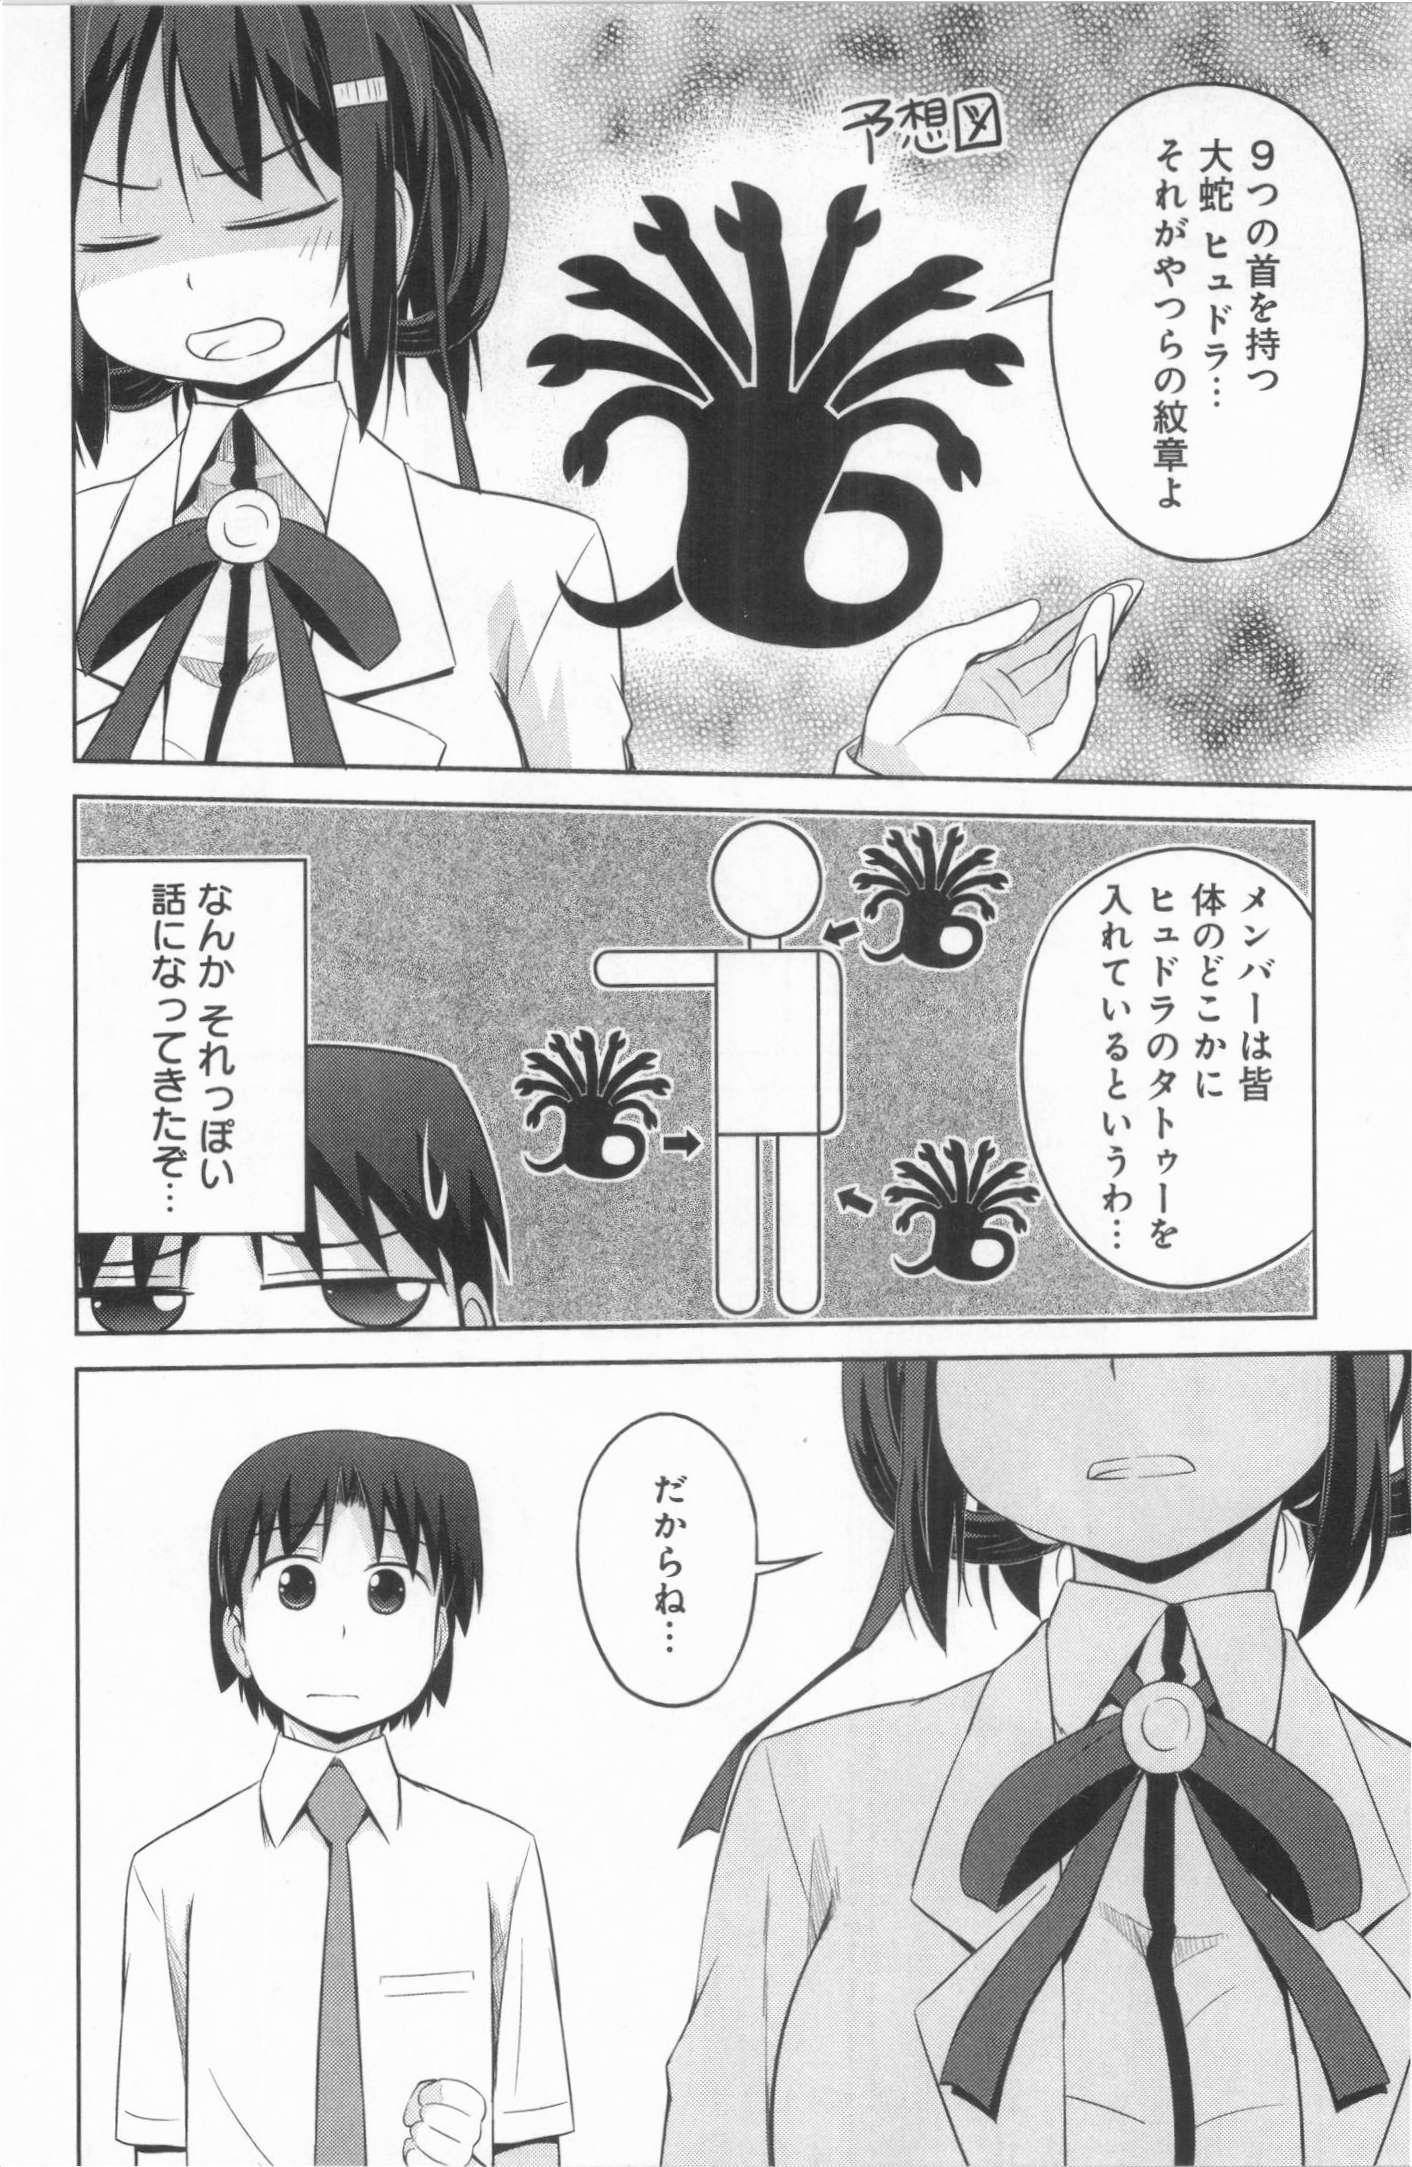 9つの首を持つ
大蛇 ヒュドラ…
それがやつらの紋章よ
予想図
メンバーは皆
体のどこかに
ヒュドラのタトゥーを
入れているというわ…
なんか それっぽい
話になってきたぞ…
だからね…